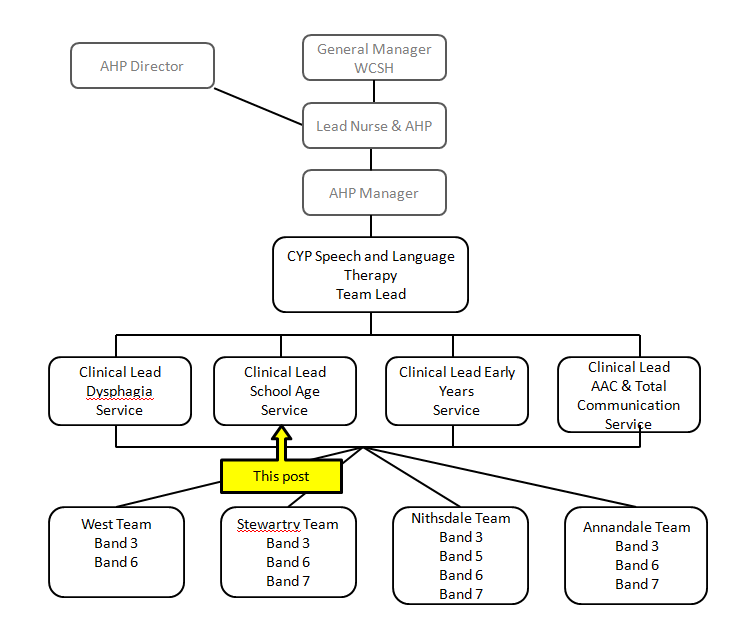 AHP Director
General Manager
WCSH
Lead Nurse & AHP
AHP Manager
CYP Speech and Language
Therapy
Team Lead
Clinical Lead
Dysphagia
Service
Clinical Lead
School Age
Service
Clinical Lead Early
Years
Service
Clinical Lead
AAC & Total
Communication
Service
This post
West Team
Band 3
Band 6
Stewartry Team
Band 3
Band 6
Band 7
Nithsdale Team
Band 3
Band 5
Band 6
Band 7
Annandale Team
Band 3
Band 6
Band 7